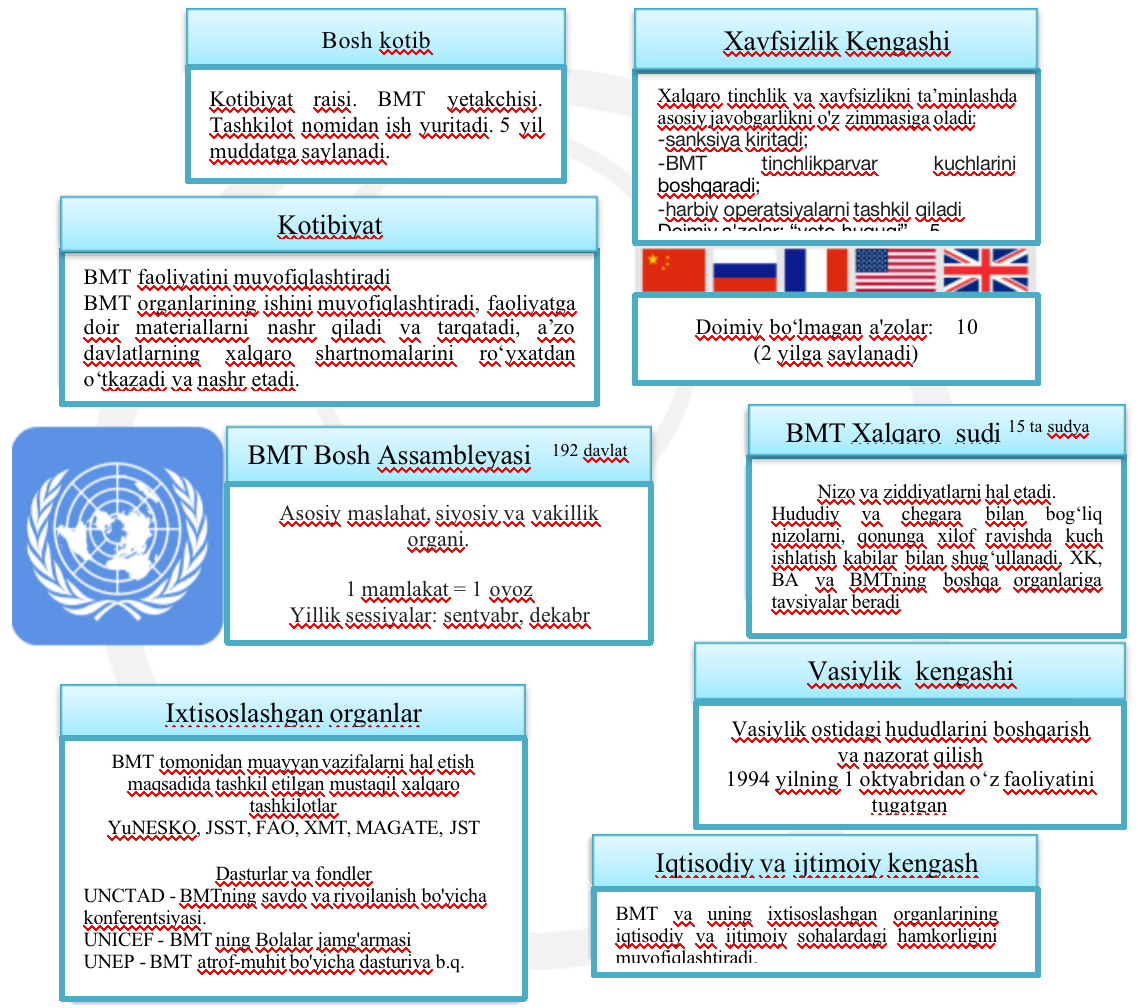 Bosh kotib
Kotibiyat raisi. BMT yetakchisi.
Tashkilot nomidan ish yuritadi. 5 yil
muddatga saylanadi.
Xavfsizlik Kengashi
Xalqaro tinchlik va xavfsizlikni ta’minlashda
asosiy javobgarlikni o'z zimmasiga oladi:
-sanksiya kiritadi;
-BMT tinchlikparvar kuchlarini
boshqaradi;
-harbiy operatsiyalarni tashkil qiladi
Doimiy a'zolar: “veto huquqi” – 5
Doimiy bo‘lmagan a'zolar: 10
(2 yilga saylanadi)
Kotibiyat
BMT faoliyatini muvofiqlashtiradi
BMT organlarining ishini muvofiqlashtiradi, faoliyatga
doir materiallarni nashr qiladi va tarqatadi, a’zo
davlatlarning xalqaro shartnomalarini ro‘yxatdan
o‘tkazadi va nashr etadi.
BMT Bosh Assambleyasi 192 davlat
Asosiy maslahat, siyosiy va vakillik
organi.
1 mamlakat = 1 ovoz
Yillik sessiyalar: sentyabr, dekabr
BMT Xalqaro sudi 15 ta sudya
Nizo va ziddiyatlarni hal etadi.
Hududiy va chegara bilan bog‘liq
nizolarni, qonunga xilof ravishda kuch
ishlatish kabilar bilan shug‘ullanadi, XK,
BA va BMTning boshqa organlariga
tavsiyalar beradi
Vasiylik kengashi
Vasiylik ostidagi hududlarini boshqarish
va nazorat qilish
1994 yilning 1 oktyabridan o‘z faoliyatini
tugatgan
Ixtisoslashgan organlar
BMT tomonidan muayyan vazifalarni hal etish
maqsadida tashkil etilgan mustaqil xalqaro
tashkilotlar
YuNESKO, JSST, FAO, XMT, MAGATE, JST
Dasturlar va fondler
UNCTAD - BMTning savdo va rivojlanish bo'yicha
konferentsiyasi.
UNICEF - BMT ning Bolalar jamg'armasi
UNEP - BMT atrof-muhit bo'yicha dasturiva b.q.
Iqtisodiy va ijtimoiy kengash
BMT va uning ixtisoslashgan organlarining
iqtisodiy va ijtimoiy sohalardagi hamkorligini
muvofiqlashtiradi.